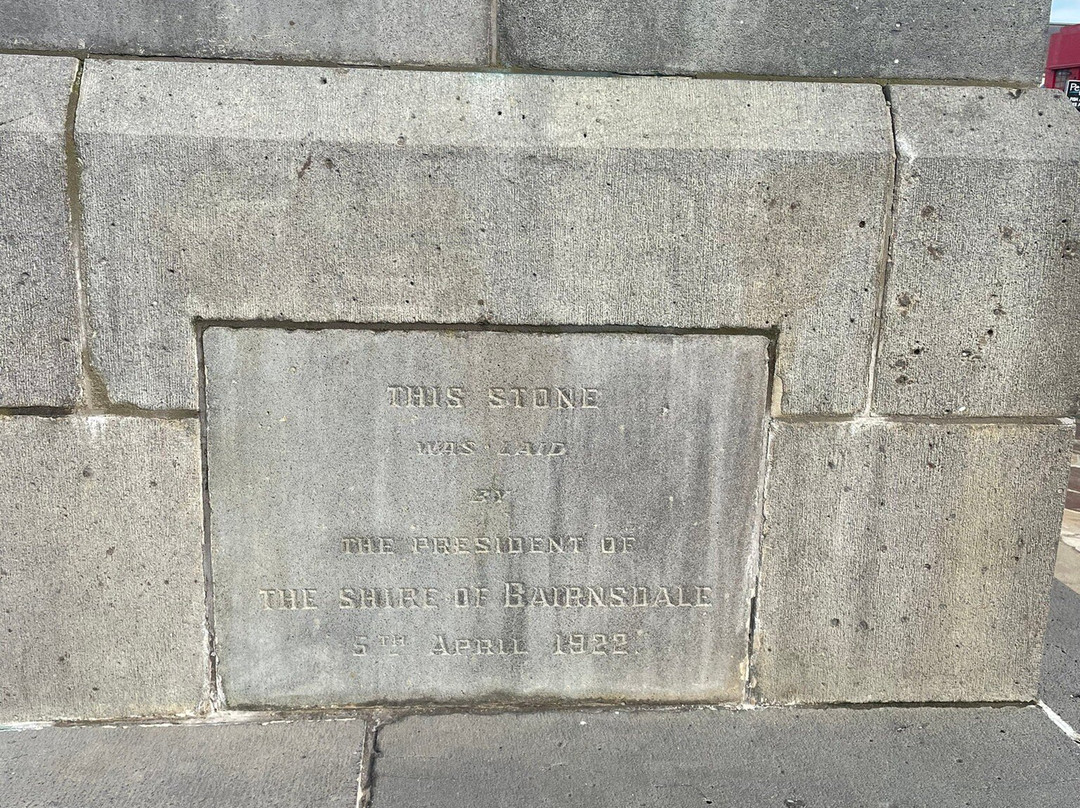 THIS STONE
WAS LAID
BY
THE PRESIDENT OF
THE SHIRE OF BAIRNSDALE
5TH APRIL 1922.